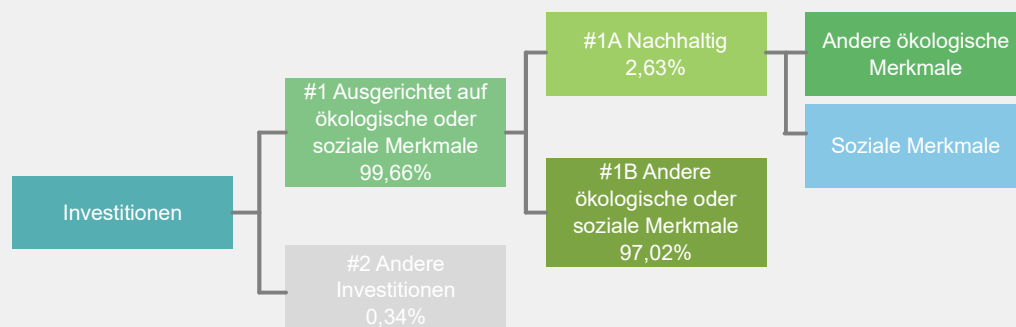 Investitionen
#1 Ausgerichtet auf
ökologische oder
soziale Merkmale
99,66%
#2 Andere
Investitionen
0,34%
#1A Nachhaltig
2,63%
#1B Andere
ökologische oder
soziale Merkmale
97,02%
Andere ökologische
Merkmale
Soziale Merkmale